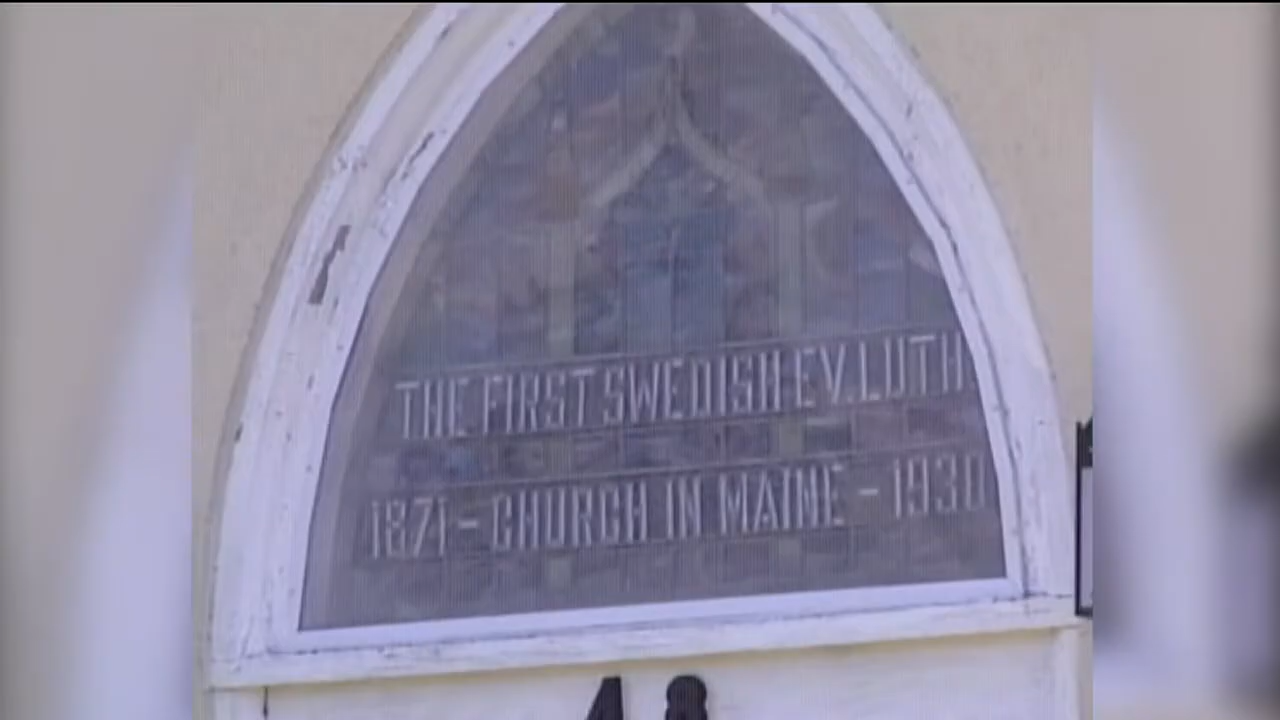 THE FIRST SWEDISH EV. LUTH.
1871 - CHURCH IN MAINE - 1930